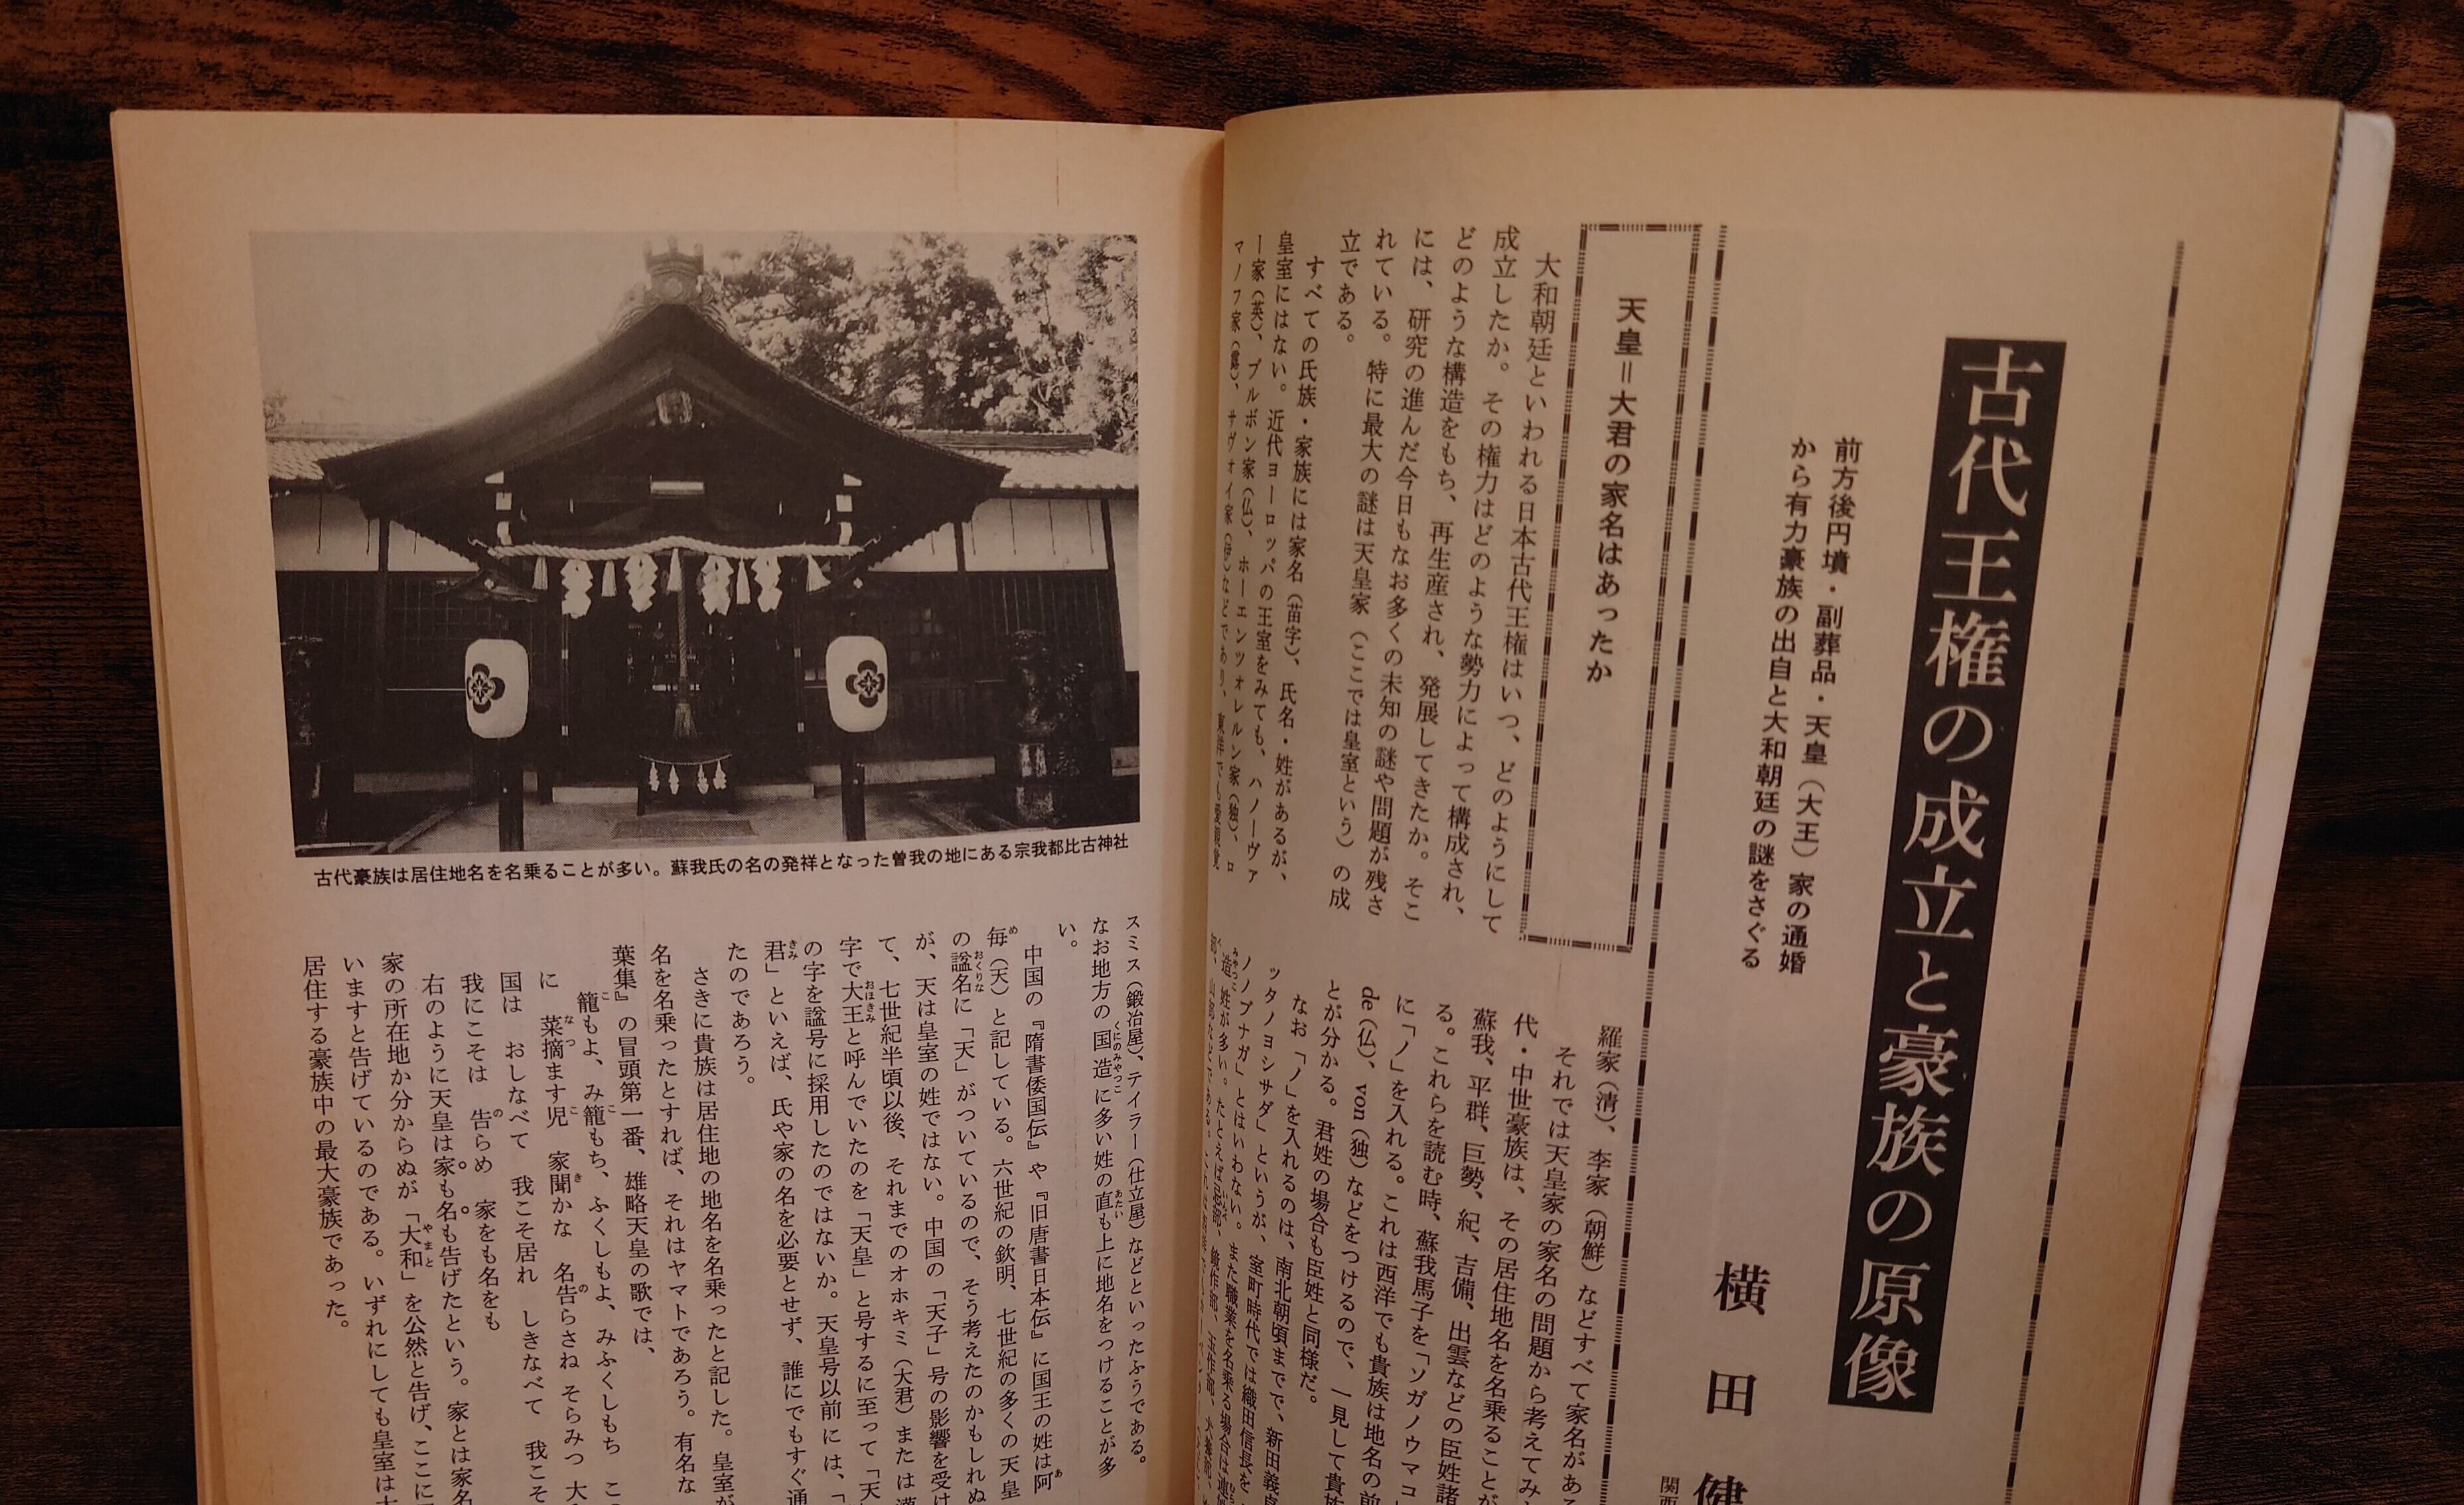 古代王権の成立と豪族の原像
前方後円墳・副葬品・天皇（大王）家の通婚
から有力豪族の出自と大和朝廷の謎をさぐる
横田健
関西
天皇＝大君の家名はあったか
大和朝廷といわれる日本古代王権はいつ、どのようにして
成立したか。その権力はどのような勢力によって構成され、
どのような構造をもち、再生産され、発展してきたか。そこ
には、研究の進んだ今日もなお多くの未知の謎や問題が残さ
れている。特に最大の謎は天皇家（ここでは皇室という）の成
立である。
すべての氏族・家族には家名（苗字）、氏名・姓があるが、
皇室にはない。近代ヨーロッパの王室をみても、ハノーヴァ
ー家（英）、ブルボン家（仏）、ホーエンツォレルン家（独）、ロ
マノフ家（露）、サヴォイ家（伊）などであり、東洋でも愛親覚
羅家（清）、李家（朝鮮）などすべて家名がある
それでは天皇家の家名の問題から考えてみ
代・中世豪族は、その居住地名を名乗ることが
蘇我、平群、巨勢、紀、吉備、出雲などの臣姓諸
る。これらを読む時、蘇我馬子を「ソガノウマコ
に「ノ」を入れる。これは西洋でも貴族は地名の前
de（仏）、von（独）などをつけるので、一見して貴族
とが分かる。君姓の場合も臣姓と同様だ。
なお「ノ」を入れるのは、南北朝頃までで、新田義貞
ッタノヨシサダ」というが、室町時代では織田信長を
ノノブナガ」とはいわない。また職業を名乗る場合は連
造姓が多い。たとえば
スミス（鍛冶屋）、テイラー（仕立屋）などといったふうである。
なお地方の国造に多い姓の直も上に地名をつけることが多
い。
中国の『隋書倭国伝』や『旧唐書日本伝』に国王の姓は阿
毎（天）と記している。六世紀の欽明、七世紀の多くの天皇
の諡名に「天」がついているので、そう考えたのかもしれぬ
が、天は皇室の姓ではない。中国の「天子」号の影響を受け
て、七世紀半頃以後、それまでのオホキミ（大君）または漢
字で大王と呼んでいたのを「天皇」と号するに至って「天
の字を諡号に採用したのではないか。天皇号以前には、「
君」といえば、氏や家の名を必要とせず、誰にでもすぐ通
たのであろう。
さきに貴族は居住地の地名を名乗ったと記した。皇室が
名を名乗ったとすれば、それはヤマトであろう。有名な
葉集』の冒頭第一番、雄略天皇の歌では、
籠もよ、み籠もち、ふくしもよ、みふくしもち こ
に 菜摘ます児 家聞かな 名告らさね そらみつ 大
国は おしなべて 我こそ居れ しきなべて 我こそ
我にこそは 告らめ 家をも名をも
右のように天皇は家も名も告げたという。家とは家名
家の所在地か分からぬが「大和」を公然と告げ、ここに
いますと告げているのである。いずれにしても皇室は大
居住する豪族中の最大豪族であった。
古代豪族は居住地名を名乗ることが多い。蘇我氏の名の発祥となった曽我の地にある宗我都比古神社